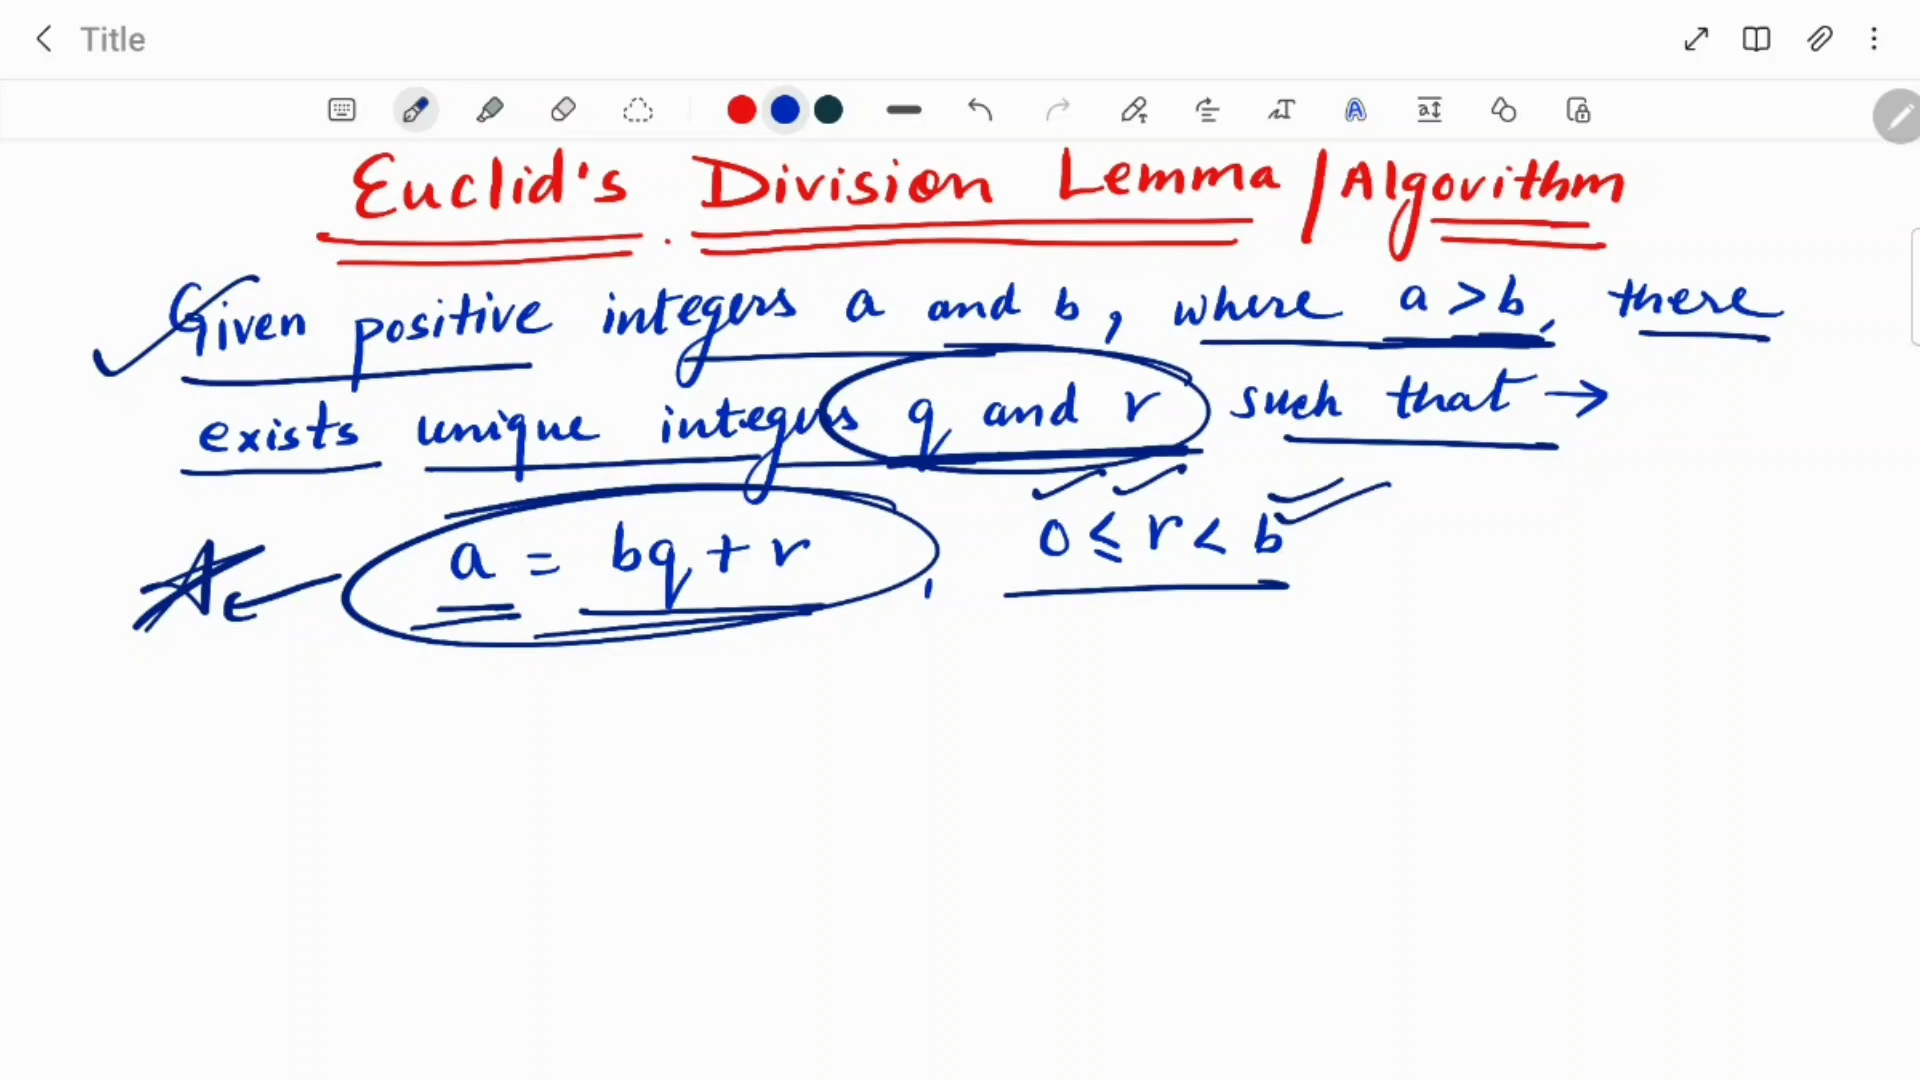 Title
Euclid's Division Lemma / Algorithm
Given positive integers a and b, where a > b, there
exists unique integers q and r such that →
a = bq + r, 0 ≤ r < b